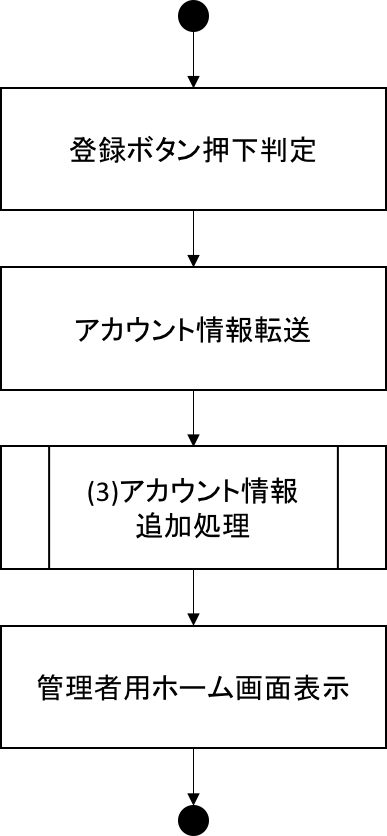 登録ボタン押下判定
アカウント情報転送
(3)アカウント情報
追加処理
管理者用ホーム画面表示